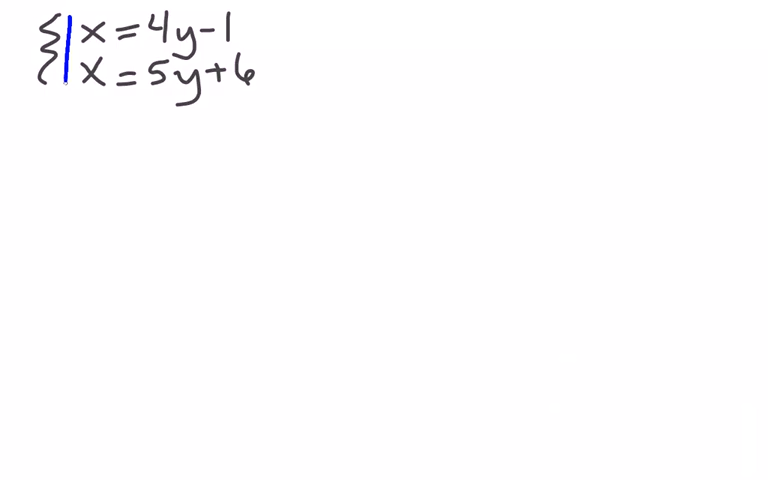 x = 4y - 1
x = 5y + 6